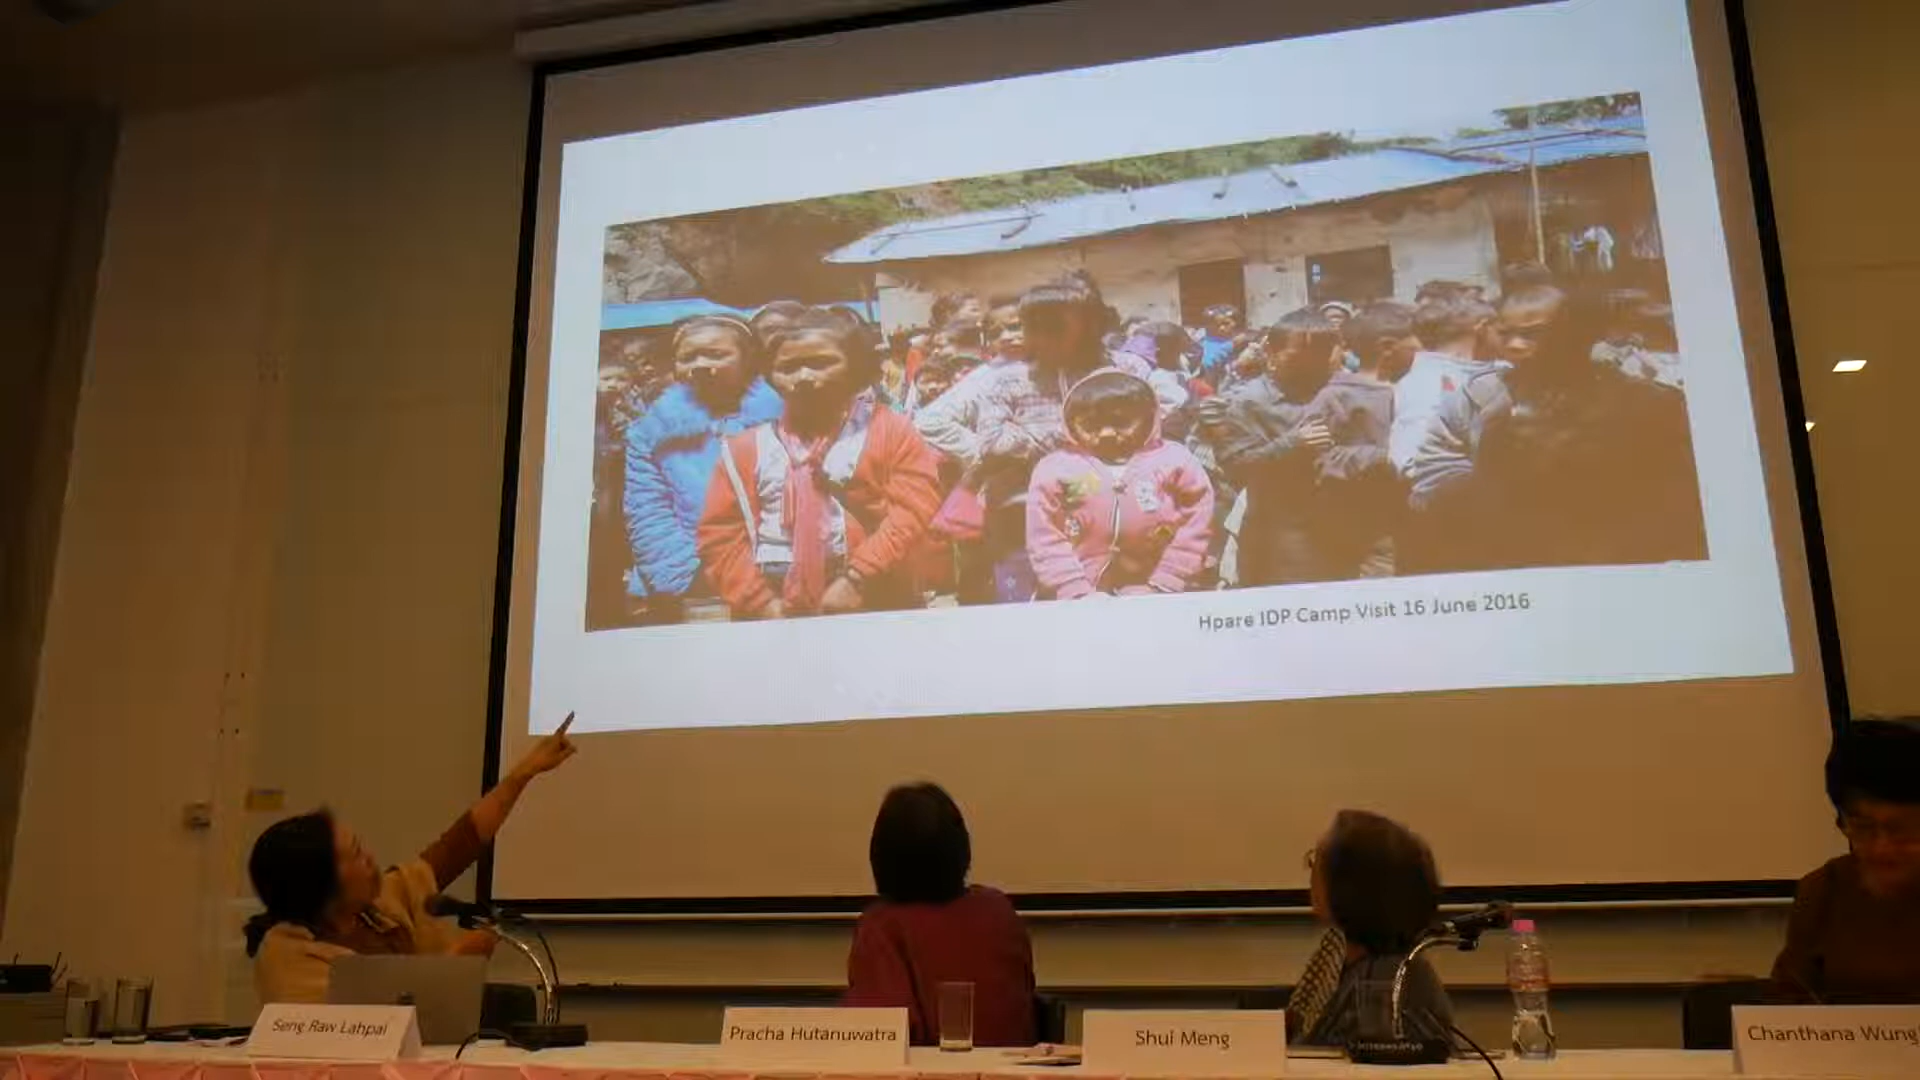 Hpare IDP Camp Visit 16 June 2016
Seng Raw Lahpai
Pracha Hutanuwatra
Shui Meng
Chanthana Wung